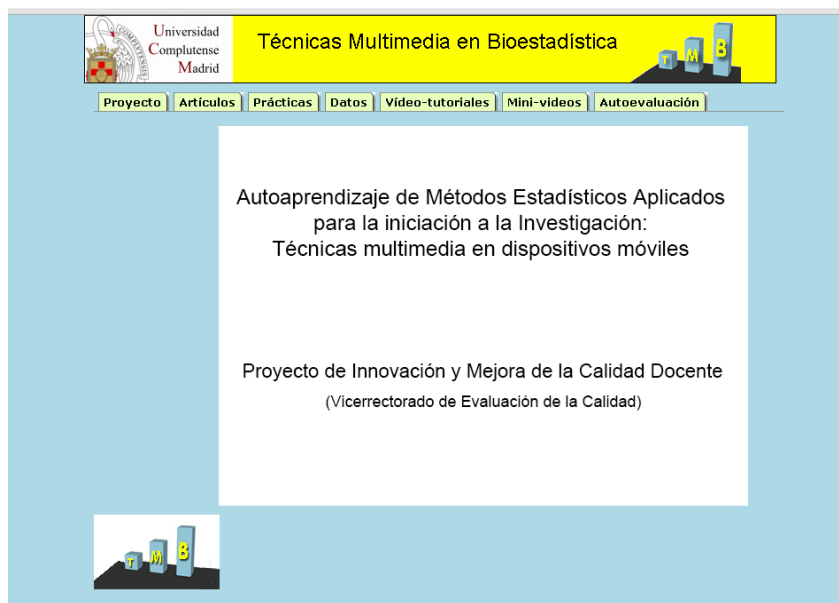 Universidad
Complutense
Madrid
Técnicas Multimedia en Bioestadística
T M B
Proyecto Artículos Prácticas Datos Vídeo-tutoriales Mini-videos Autoevaluación
Autoaprendizaje de Métodos Estadísticos Aplicados
para la iniciación a la Investigación:
Técnicas multimedia en dispositivos móviles
Proyecto de Innovación y Mejora de la Calidad Docente
(Vicerrectorado de Evaluación de la Calidad)
T M B